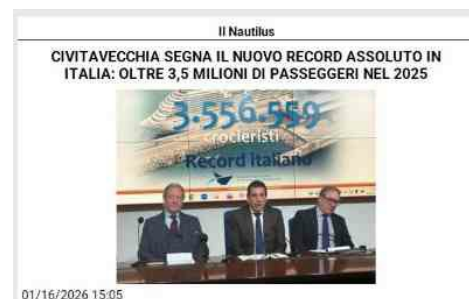 Il Nautilus
CIVITAVECCHIA SEGNA IL NUOVO RECORD ASSOLUTO IN
ITALIA: OLTRE 3,5 MILIONI DI PASSEGGERI NEL 2025
3.556.559
crocieristi
Record italiano
01/16/2026 15:05